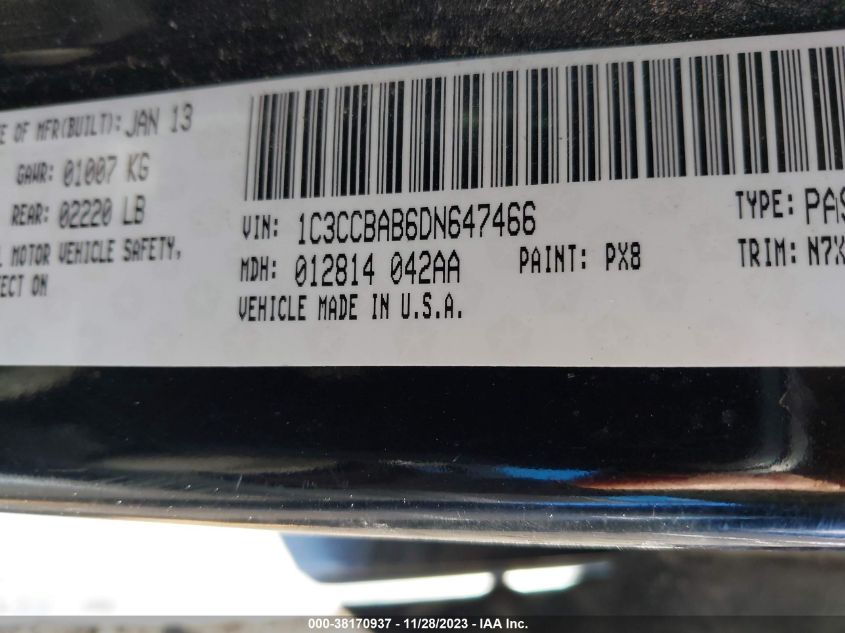 E OF MFR(BUILT): JAN 13
GAWR: 01007 KG
REAR: 02220 LB
L MOTOR VEHICLE SAFETY,
FECT ON
VIN: 1C3CCBAB6DN647466
MDH: 012814 042AA
VEHICLE MADE IN U.S.A.
PAINT: PX8
TYPE: PAS
TRIM: N7X
000-38170937 - 11/28/2023 - IAA Inc.